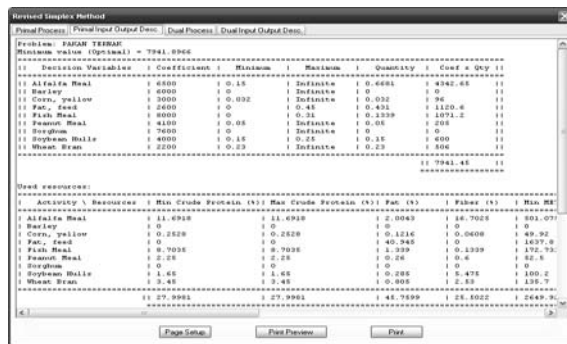 Revised Simplex Method
Primal Process | Primal Input Output Desc. | Dual Process | Dual Input Output Desc.
Problem: PAKAN TERNAK
Minimum value (Optimal) = 7941.8966
|| Decision Variables | Coefficient | Minimum | Maximum | Quantity | Coef x Qty ||
|| Alfalfa Meal | 6500 | 0.15 | Infinite | 0.6681 | 4342.65 ||
|| Barley | 6000 | 0 | Infinite | 0 | 0 ||
|| Corn, yellow | 3000 | 0.032 | Infinite | 0.032 | 96 ||
|| Fat, feed | 2600 | 0 | 0.45 | 0.431 | 1120.6 ||
|| Fish Meal | 8000 | 0 | 0.31 | 0.1339 | 1071.2 ||
|| Peanut Meal | 4100 | 0.05 | Infinite | 0.05 | 205 ||
|| Sorghum | 7600 | 0 | Infinite | 0 | 0 ||
|| Soybean Hulls | 4000 | 0.15 | 0.25 | 0.15 | 600 ||
|| Wheat Bran | 2200 | 0.23 | Infinite | 0.23 | 506 ||
|| 7941.45 ||
Used resources:
| Activity \ Resources | Min Crude Protein (%) | Max Crude Protein (%) | Fat (%) | Fiber (%) | Min ME
| Alfalfa Meal | 11.6918 | 11.6918 | 2.0043 | 16.7025 | 501.07
| Barley | 0 | 0 | 0 | 0 | 0
| Corn, yellow | 0.2528 | 0.2528 | 0.1216 | 0.0608 | 49.92
| Fat, feed | 0 | 0 | 40.945 | 0 | 1637.8
| Fish Meal | 8.7035 | 8.7035 | 1.339 | 0.1339 | 172.73
| Peanut Meal | 2.25 | 2.25 | 0.26 | 0.6 | 52.5
| Sorghum | 0 | 0 | 0 | 0 | 0
| Soybean Hulls | 1.65 | 1.65 | 0.285 | 5.475 | 100.2
| Wheat Bran | 3.45 | 3.45 | 0.805 | 2.53 | 135.7
|| 27.9981 | 27.9981 | 45.7599 | 25.5022 | 2649.9
Page Setup Print Preview Print